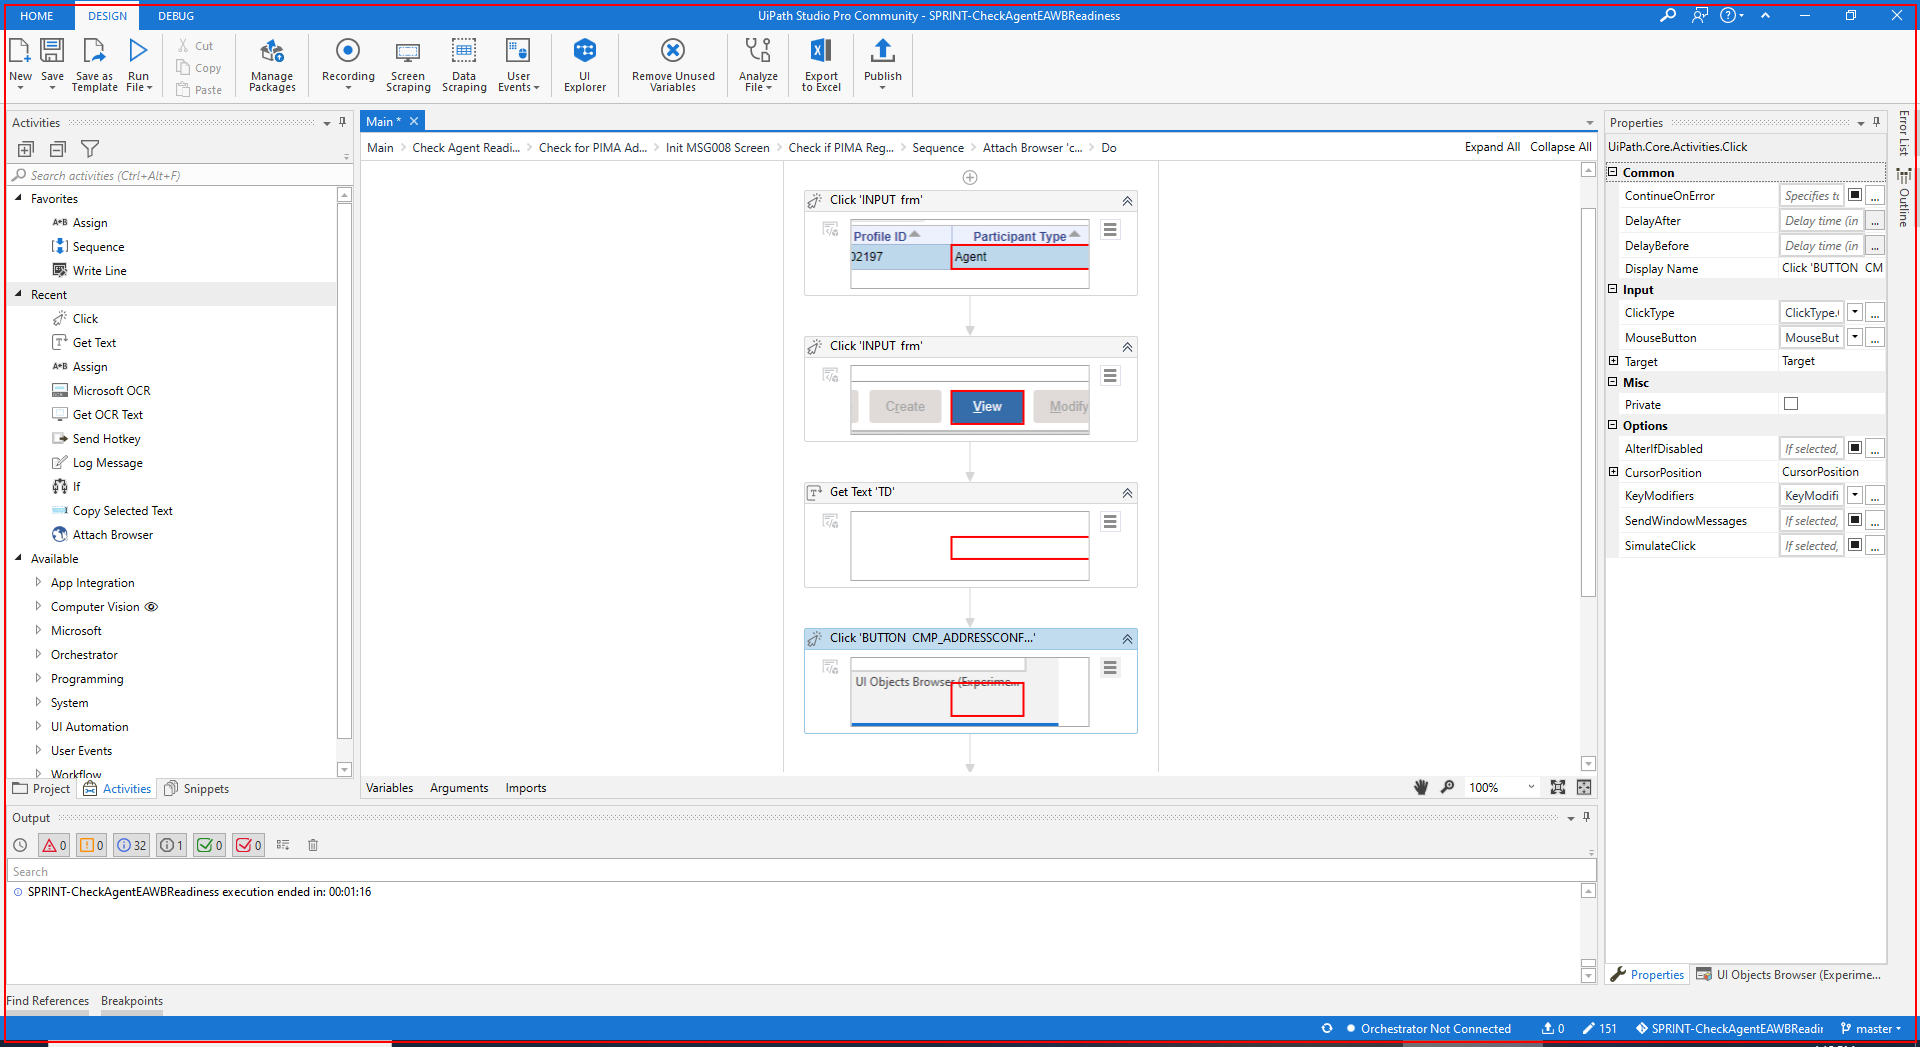 HOME DESIGN DEBUG
UiPath Studio Pro Community - SPRINT-CheckAgentEAWBReadiness
New Save Save as Template Run File Cut Copy Paste
Manage Packages
Recording Screen Scraping Data Scraping User Events
UI Explorer
Remove Unused Variables
Analyze File
Export to Excel
Publish
Activities
Search activities (Ctrl+Alt+F)
Favorites
A+B Assign
Sequence
Write Line
Recent
Click
Get Text
A+B Assign
Microsoft OCR
Get OCR Text
Send Hotkey
Log Message
If
Copy Selected Text
Attach Browser
Available
App Integration
Computer Vision
Microsoft
Orchestrator
Programming
System
UI Automation
User Events
Workflow
Project Activities Snippets
Main *
Main > Check Agent Readi... > Check for PIMA Ad... > Init MSG008 Screen > Check if PIMA Reg... > Sequence > Attach Browser 'c... > Do
Expand All Collapse All
Click 'INPUT frm'
Profile ID Participant Type
02197 Agent
Click 'INPUT frm'
Create View Modify
Get Text 'TD'
Click 'BUTTON CMP_ADDRESSCONF...'
UI Objects Browser (Experime...
Variables Arguments Imports
100%
Output
0 0 32 1 0 0
Search
SPRINT-CheckAgentEAWBReadiness execution ended in: 00:01:16
Find References Breakpoints
Properties
UiPath.Core.Activities.Click
Common
ContinueOnError Specifies to ...
DelayAfter Delay time (in ...
DelayBefore Delay time (in ...
Display Name Click 'BUTTON CM
Input
ClickType ClickType.( ...
MouseButton MouseBut ...
Target Target
Misc
Private
Options
AlterIfDisabled If selected, ...
CursorPosition CursorPosition
KeyModifiers KeyModifi ...
SendWindowMessages If selected, ...
SimulateClick If selected, ...
Properties UI Objects Browser (Experime...
Error List
Outline
Orchestrator Not Connected 0 151 SPRINT-CheckAgentEAWBReadir master